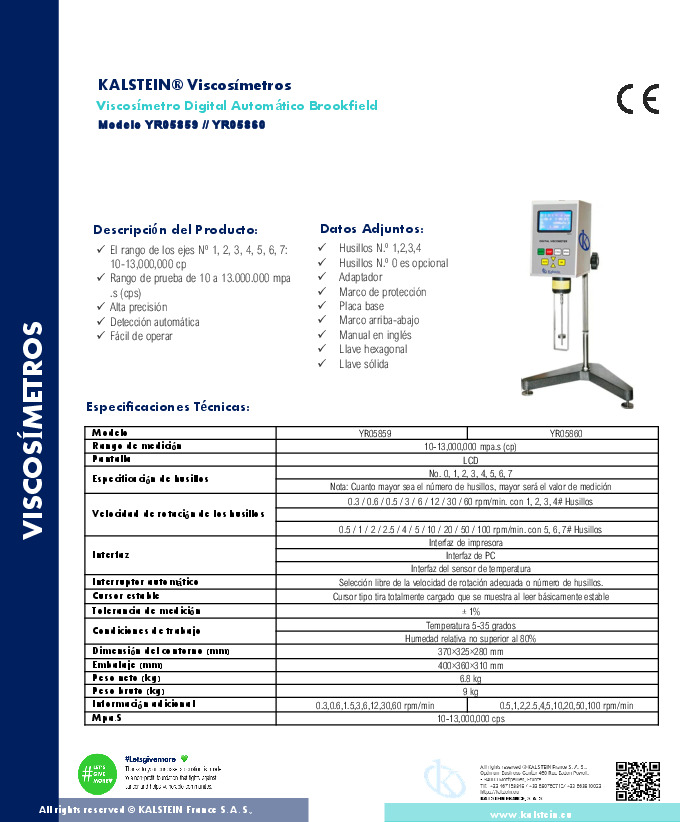 KALSTEIN® Viscosímetros
Viscosímetro Digital Automático Brookfield
Modelo YR05859 // YR05860
CE
VISCOSÍMETROS
Descripción del Producto:
✓ El rango de los ejes Nº 1, 2, 3, 4, 5, 6, 7:
10-13,000,000 cp
✓ Rango de prueba de 10 a 13.000.000 mpa
.s (cps)
✓ Alta precisión
✓ Detección automática
✓ Fácil de operar
Datos Adjuntos:
✓ Husillos N.º 1,2,3,4
✓ Husillos N.º 0 es opcional
✓ Adaptador
✓ Marco de protección
✓ Placa base
✓ Marco arriba-abajo
✓ Manual en inglés
✓ Llave hexagonal
✓ Llave sólida
Especificaciones Técnicas:
Modelo YR05859 YR05860
Rango de medición 10-13,000,000 mpa.s (cp)
Pantalla LCD
Especificación de husillos No. 0, 1, 2, 3, 4, 5, 6, 7
Nota: Cuanto mayor sea el número de husillos, mayor será el valor de medición
Velocidad de rotación de los husillos 0.3 / 0.6 / 0.5 / 3 / 6 / 12 / 30 / 60 rpm/min. con 1, 2, 3, 4# Husillos
0.5 / 1 / 2 / 2.5 / 4 / 5 / 10 / 20 / 50 / 100 rpm/min. con 5, 6, 7# Husillos
Interfaz Interfaz de impresora
Interfaz de PC
Interfaz del sensor de temperatura
Interruptor automático Selección libre de la velocidad de rotación adecuada o número de husillos.
Cursor estable Cursor tipo tira totalmente cargado que se muestra al leer básicamente estable
Tolerancia de medición ± 1%
Condiciones de trabajo Temperatura 5-35 grados
Humedad relativa no superior al 80%
Dimensión del contorno (mm) 370×325×280 mm
Embalaje (mm) 400×360×310 mm
Peso neto (kg) 6.8 kg
Peso bruto (kg) 9 kg
Información adicional 0.3,0.6,1.5,3,6,12,30,60 rpm/min 0.5,1,2,2.5,4,5,10,20,50,100 rpm/min
Mpa.S 10-13,000,000 cps
# LET'S GIVE MORE!
#Letsgivemore
All rights reserved © KALSTEIN France S. A. S.,
KALSTEIN FRANCE, S. A. S
All rights reserved © KALSTEIN France S. A. S.,
www.kalstein.eu